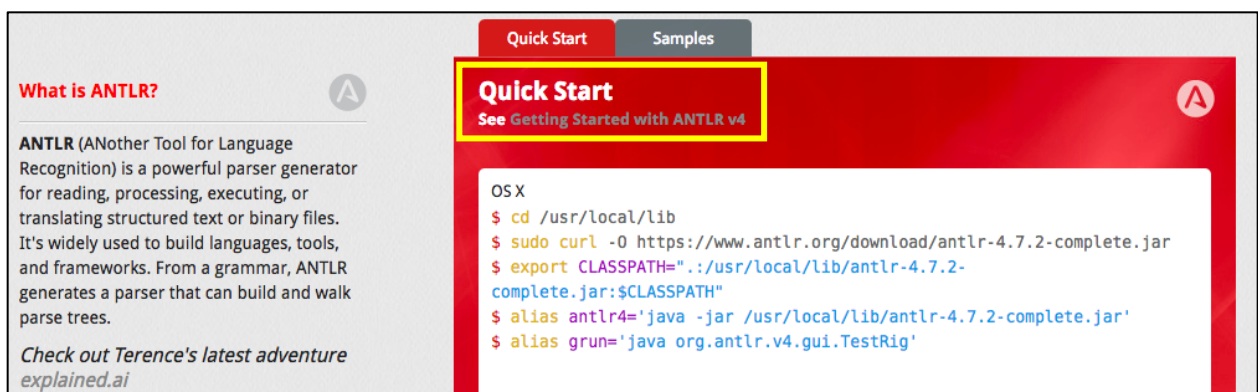 Quick Start
Samples
What is ANTLR?
ANTLR (ANother Tool for Language
Recognition) is a powerful parser generator
for reading, processing, executing, or
translating structured text or binary files.
It's widely used to build languages, tools,
and frameworks. From a grammar, ANTLR
generates a parser that can build and walk
parse trees.
Check out Terence's latest adventure
explained.ai
Quick Start
See Getting Started with ANTLR v4
OS X
$ cd /usr/local/lib
$ sudo curl -O https://www.antlr.org/download/antlr-4.7.2-complete.jar
$ export CLASSPATH=".:/usr/local/lib/antlr-4.7.2-
complete.jar:$CLASSPATH"
$ alias antlr4='java -jar /usr/local/lib/antlr-4.7.2-complete.jar'
$ alias grun='java org.antlr.v4.gui.TestRig'